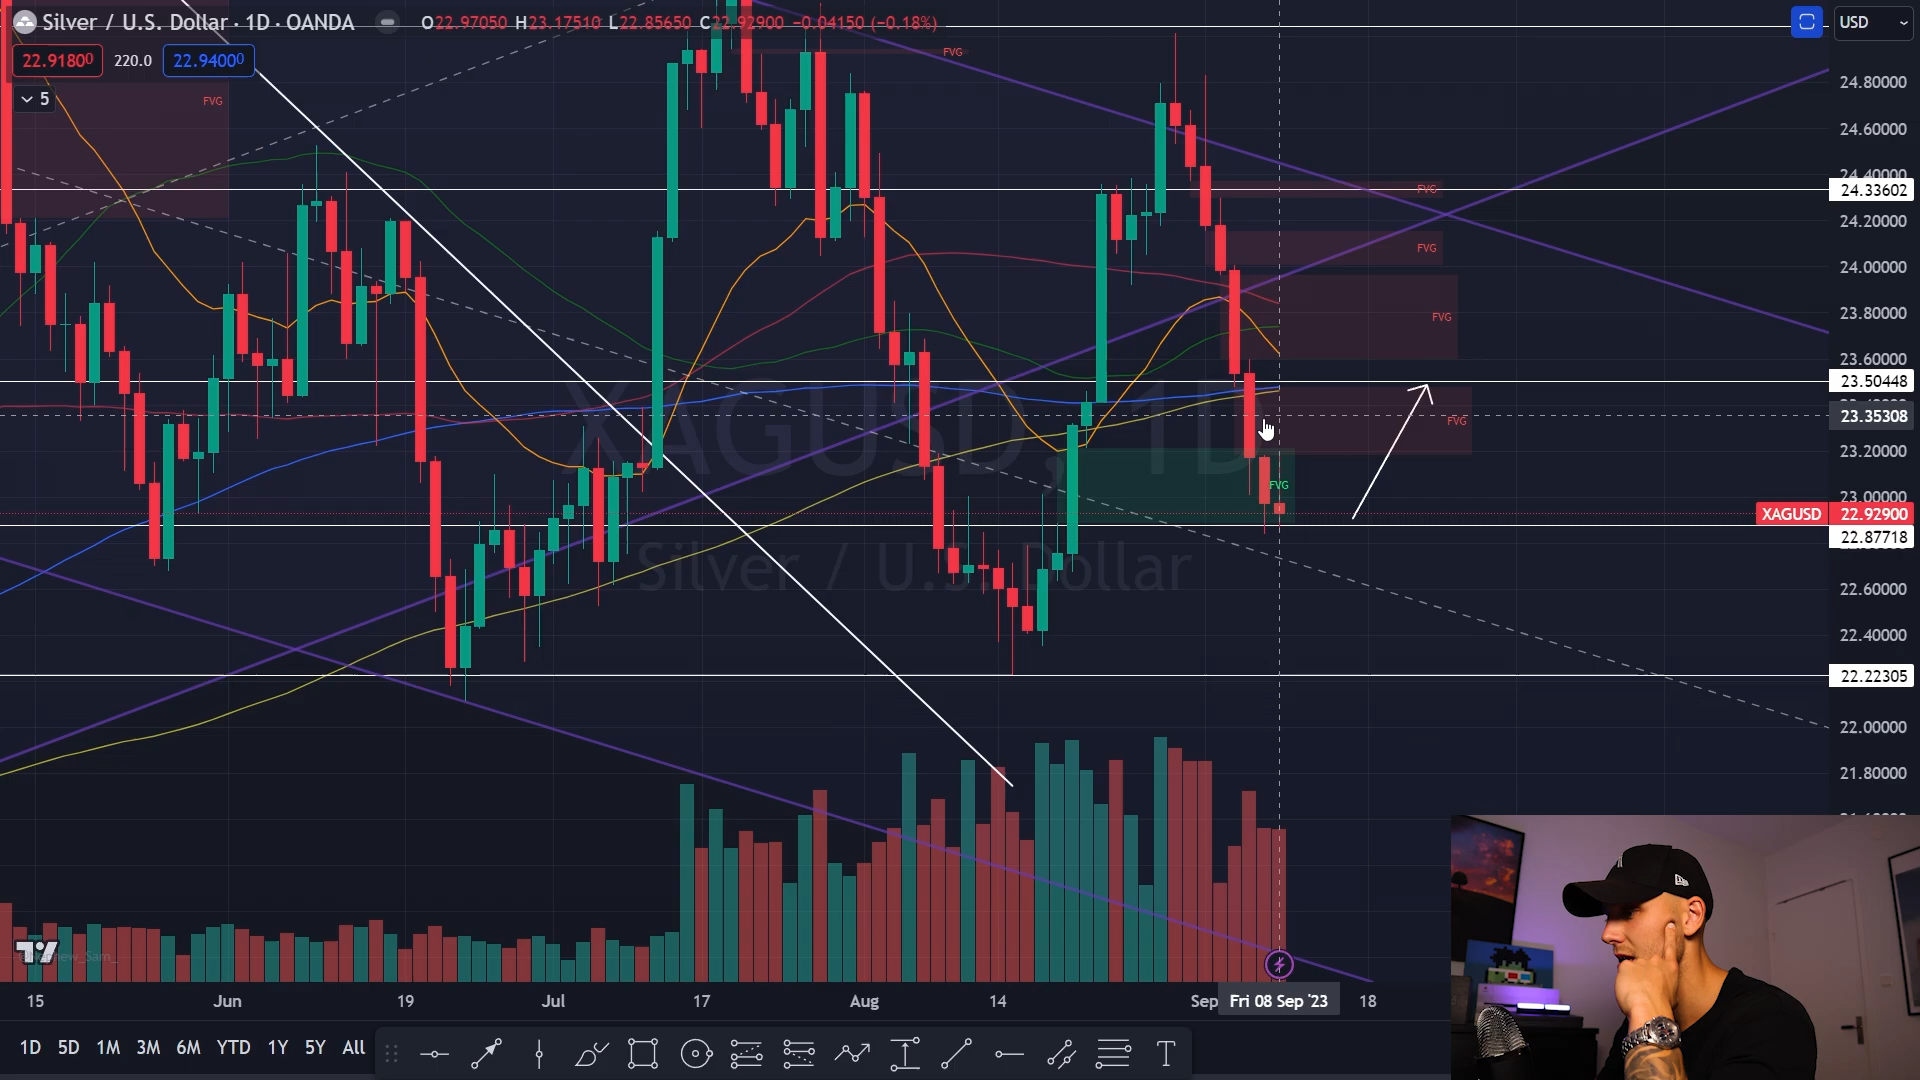 Silver / U.S. Dollar · 1D · OANDA
O22.97050 H23.17510 L22.85650 C22.92900 −0.04150 (−0.18%)
USD
22.91800 220.0 22.94000
5
FVG
FVG
24.80000
24.60000
24.40000
FVG
24.33602
24.20000
FVG
24.00000
FVG
23.80000
23.60000
23.50448
23.35308
FVG
23.20000
XAGUSD, 1D
FVG
23.00000
XAGUSD 22.92900
22.87718
Silver / U.S. Dollar
22.60000
22.40000
22.22305
22.00000
21.80000
15 Jun 19 Jul 17 Aug 14 Sep Fri 08 Sep '23 18
1D 5D 1M 3M 6M YTD 1Y 5Y All